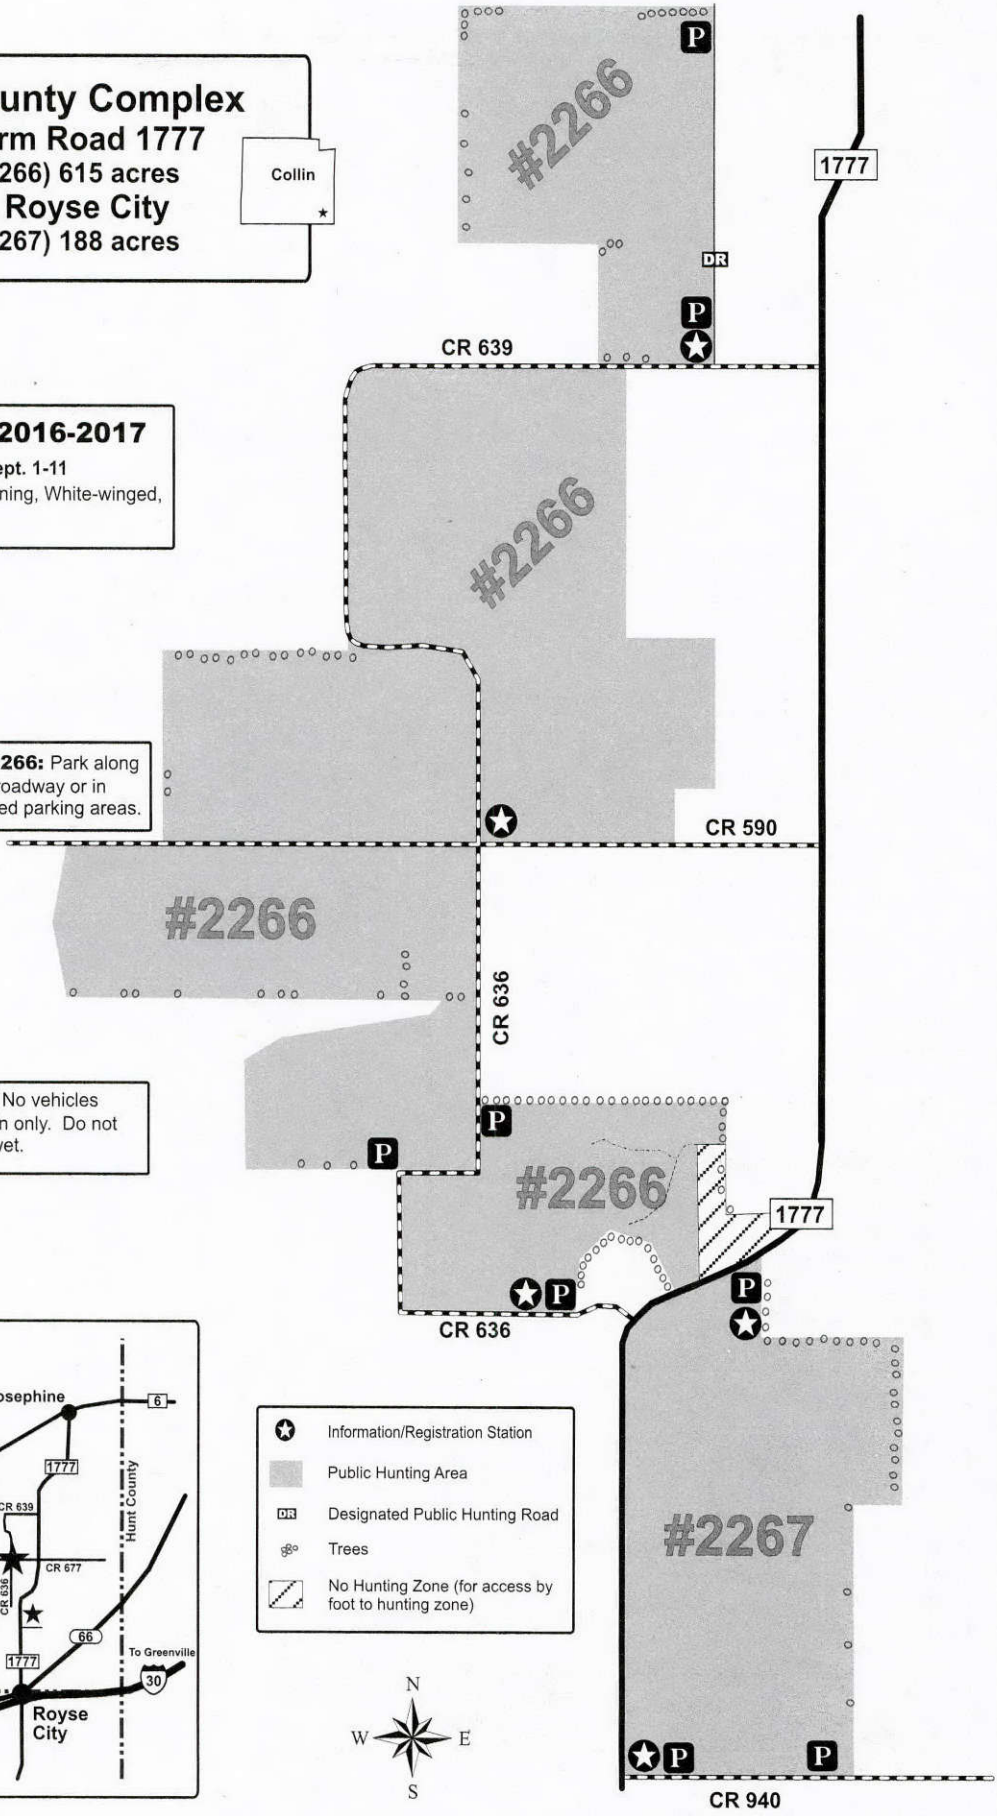 unty Complex
rm Road 1777
266) 615 acres
Royse City
267) 188 acres
Collin
#2266
P
1777
DR
P
CR 639
2016-2017
ept. 1-11
ning, White-winged,
#2266
266: Park along
roadway or in
ed parking areas.
CR 590
#2266
CR 636
No vehicles
n only. Do not
vet.
P
P
#2266
1777
P
P
CR 636
osephine
6
1777
Hunt County
CR 639
CR 677
CR 636
66
1777
To Greenville
30
Royse
City
Information/Registration Station
Public Hunting Area
DR Designated Public Hunting Road
Trees
No Hunting Zone (for access by
foot to hunting zone)
#2267
N
W E
S
P
P
CR 940